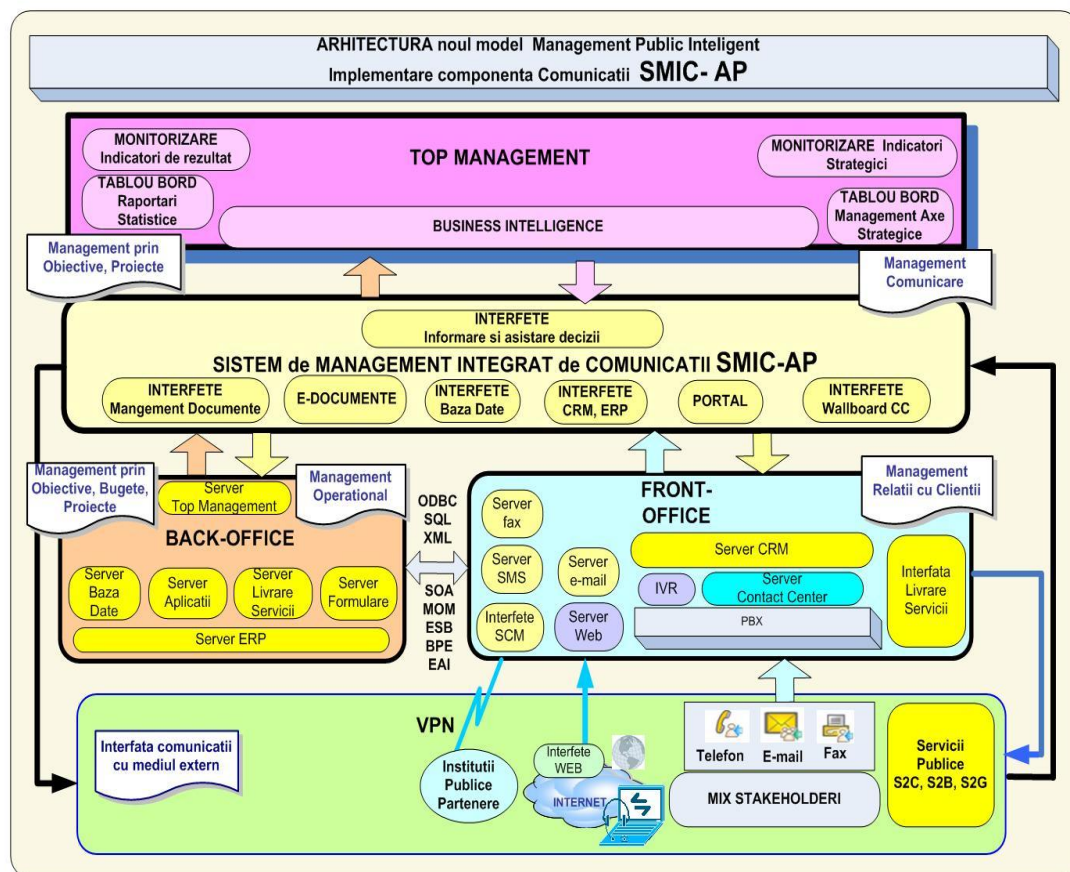 ARHITECTURA noul model Management Public Inteligent
Implementare componenta Comunicatii SMIC- AP
MONITORIZARE
Indicatori de rezultat
TOP MANAGEMENT
MONITORIZARE Indicatori
Strategici
TABLOU BORD
Raportari
Statistice
BUSINESS INTELLIGENCE
TABLOU BORD
Management Axe
Strategice
Management prin
Obiective, Proiecte
Management
Comunicare
INTERFETE
Informare si asistare decizii
SISTEM de MANAGEMENT INTEGRAT de COMUNICATII SMIC-AP
INTERFETE
Mangement Documente
E-DOCUMENTE
INTERFETE
Baza Date
INTERFETE
CRM, ERP
PORTAL
INTERFETE
Wallboard CC
Management prin
Obiective, Bugete,
Proiecte
Server
Top Management
Management
Operational
BACK-OFFICE
Server
Baza
Date
Server
Aplicatii
Server
Livrare
Servicii
Server
Formulare
Server ERP
ODBC
SQL
XML
SOA
MOM
ESB
BPE
EAI
Server
fax
FRONT-
OFFICE
Management
Relatii cu Clientii
Server
SMS
Server
e-mail
Server CRM
Interfata
Livrare
Servicii
IVR
Server
Contact Center
Interfete
SCM
Server
Web
PBX
VPN
Interfata comunicatii
cu mediul extern
Institutii
Publice
Partenere
Interfete
WEB
INTERNET
Telefon
E-mail
Fax
MIX STAKEHOLDERI
Servicii
Publice
S2C, S2B, S2G